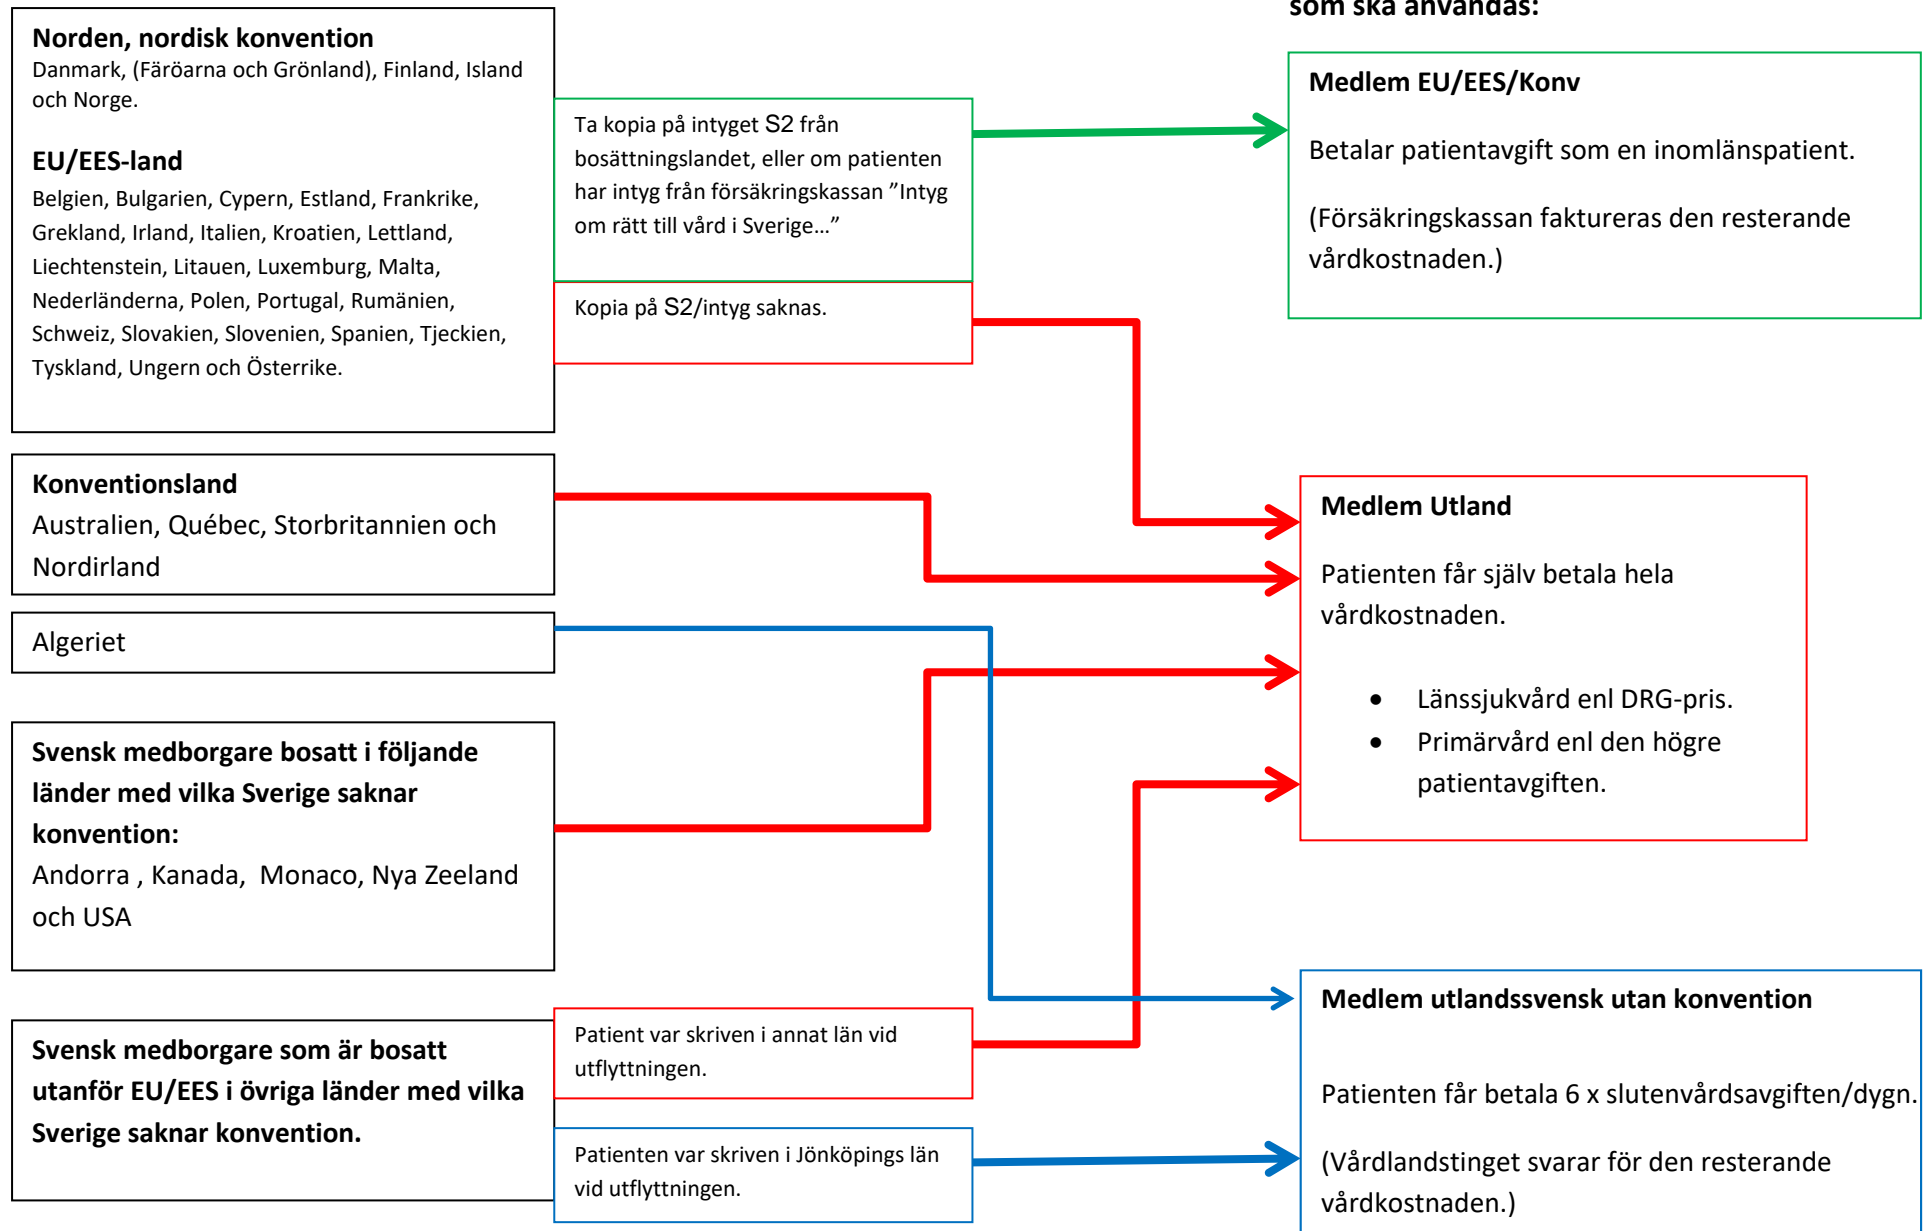 som ska användas:
Norden, nordisk konvention
Danmark, (Färöarna och Grönland), Finland, Island
och Norge.
EU/EES-land
Belgien, Bulgarien, Cypern, Estland, Frankrike,
Grekland, Irland, Italien, Kroatien, Lettland,
Liechtenstein, Litauen, Luxemburg, Malta,
Nederländerna, Polen, Portugal, Rumänien,
Schweiz, Slovakien, Slovenien, Spanien, Tjeckien,
Tyskland, Ungern och Österrike.
Ta kopia på intyget S2 från
bosättningslandet, eller om patienten
har intyg från försäkringskassan ”Intyg
om rätt till vård i Sverige…”
Kopia på S2/intyg saknas.
Medlem EU/EES/Konv
Betalar patientavgift som en inomlänspatient.
(Försäkringskassan faktureras den resterande
vårdkostnaden.)
Konventionsland
Australien, Québec, Storbritannien och
Nordirland
Algeriet
Svensk medborgare bosatt i följande
länder med vilka Sverige saknar
konvention:
Andorra , Kanada, Monaco, Nya Zeeland
och USA
Medlem Utland
Patienten får själv betala hela
vårdkostnaden.
• Länssjukvård enl DRG-pris.
• Primärvård enl den högre
patientavgiften.
Svensk medborgare som är bosatt
utanför EU/EES i övriga länder med vilka
Sverige saknar konvention.
Patient var skriven i annat län vid
utflyttningen.
Patienten var skriven i Jönköpings län
vid utflyttningen.
Medlem utlandssvensk utan konvention
Patienten får betala 6 x slutenvårdsavgiften/dygn.
(Vårdlandstinget svarar för den resterande
vårdkostnaden.)